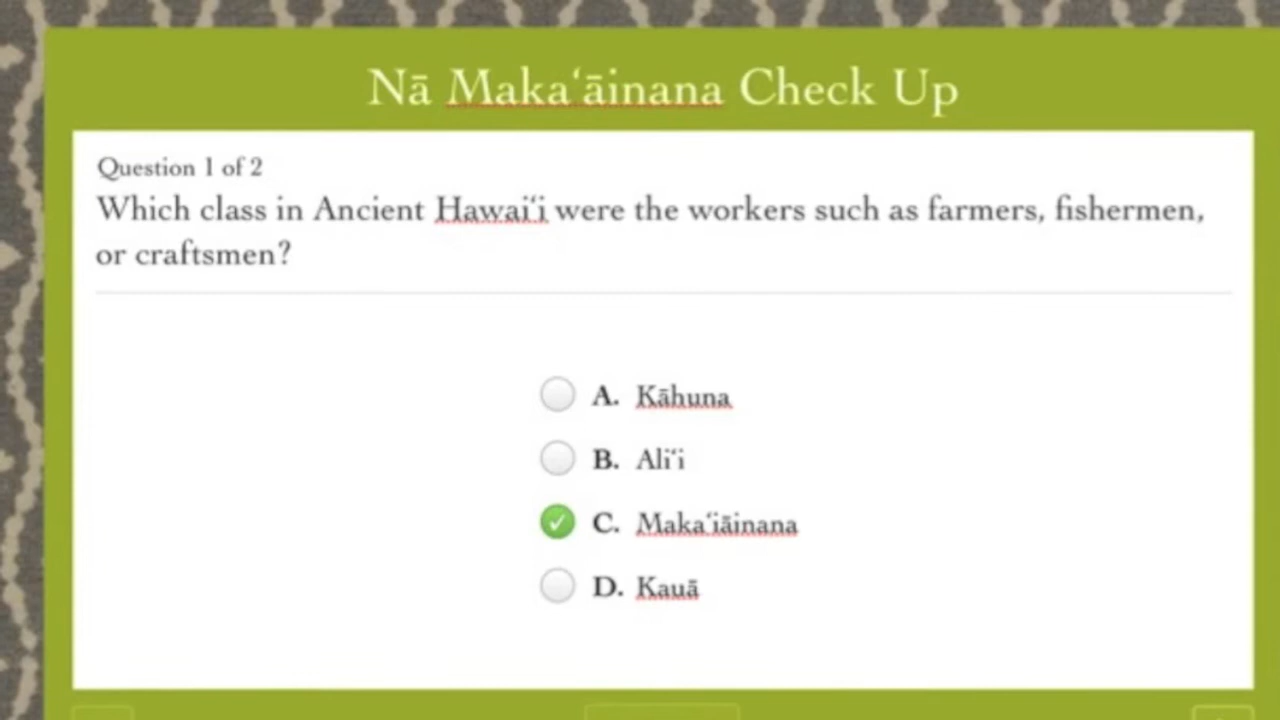 Nā Makaʻāinana Check Up
Question 1 of 2
Which class in Ancient Hawaiʻi were the workers such as farmers, fishermen,
or craftsmen?
A. Kāhuna
B. Aliʻi
C. Makaʻiāinana
D. Kauā